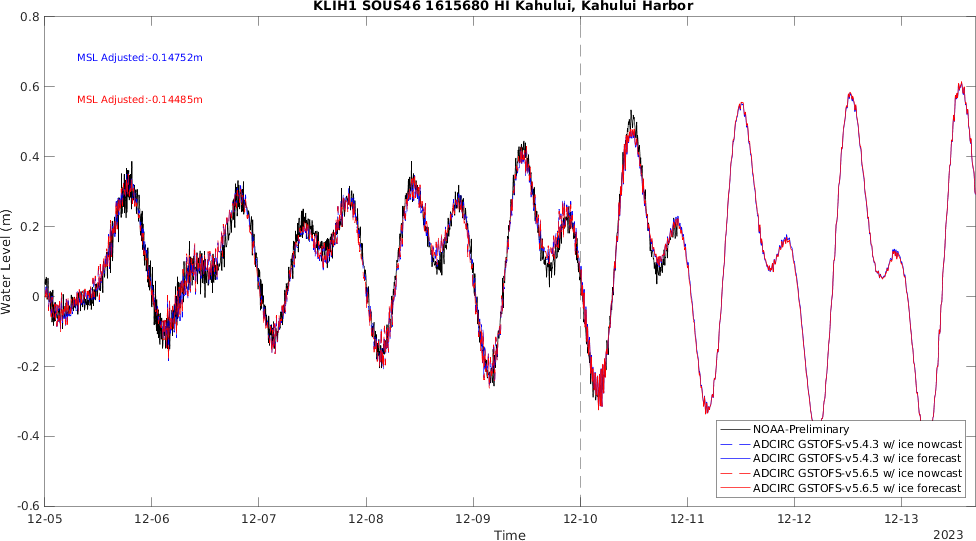 KLIH1 SOUS46 1615680 HI Kahului, Kahului Harbor
0.8
MSL Adjusted:-0.14752m
0.6
MSL Adjusted:-0.14485m
0.4
0.2
Water Level (m)
0
-0.2
-0.4
NOAA-Preliminary
ADCIRC GSTOFS-v5.4.3 w/ ice nowcast
ADCIRC GSTOFS-v5.4.3 w/ ice forecast
ADCIRC GSTOFS-v5.6.5 w/ ice nowcast
ADCIRC GSTOFS-v5.6.5 w/ ice forecast
-0.6
12-05 12-06 12-07 12-08 12-09 12-10 12-11 12-12 12-13
Time
2023